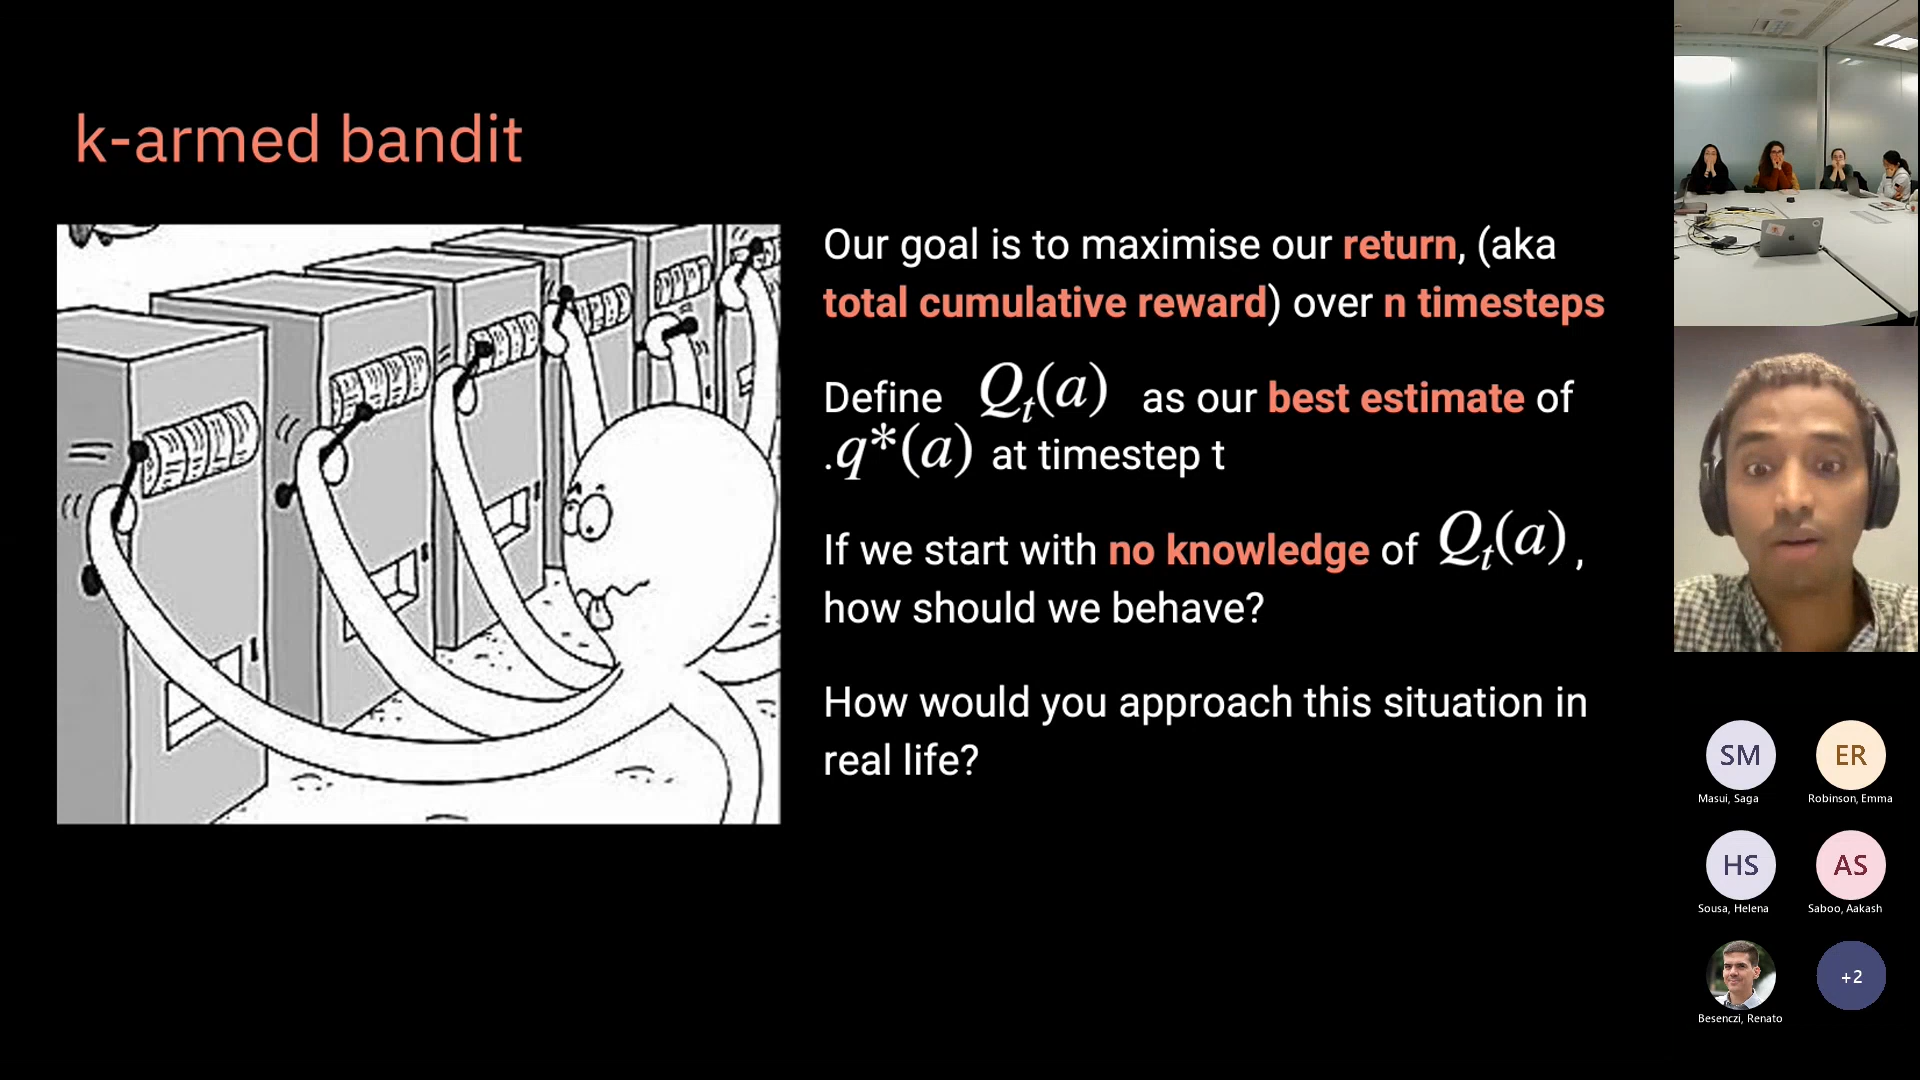 k-armed bandit
Our goal is to maximise our return, (aka
total cumulative reward) over n timesteps
Define Qt(a) as our best estimate of
.q*(a) at timestep t
If we start with no knowledge of Qt(a) ,
how should we behave?
How would you approach this situation in
real life?
SM
Masui, Saga
ER
Robinson, Emma
HS
Sousa, Helena
AS
Saboo, Aakash
Besenczi, Renato
+2